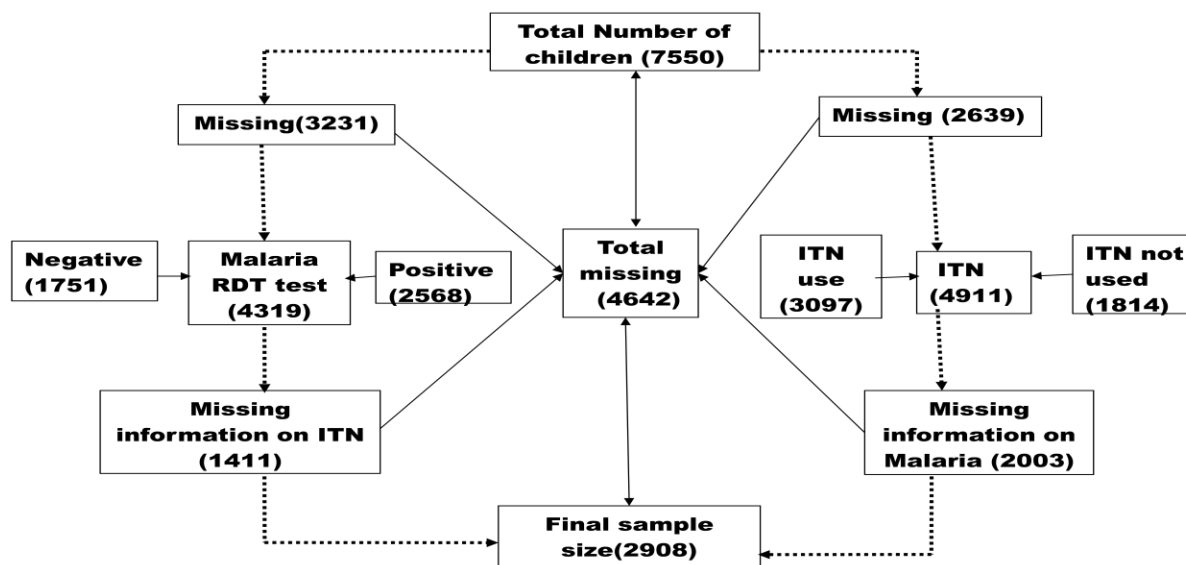 Total Number of
children (7550)
Missing(3231)
Missing (2639)
Negative
(1751)
Malaria
RDT test
(4319)
Positive
(2568)
Total
missing
(4642)
ITN
use
(3097)
ITN
(4911)
ITN not
used
(1814)
Missing
information on ITN
(1411)
Missing
information on
Malaria (2003)
Final sample
size(2908)